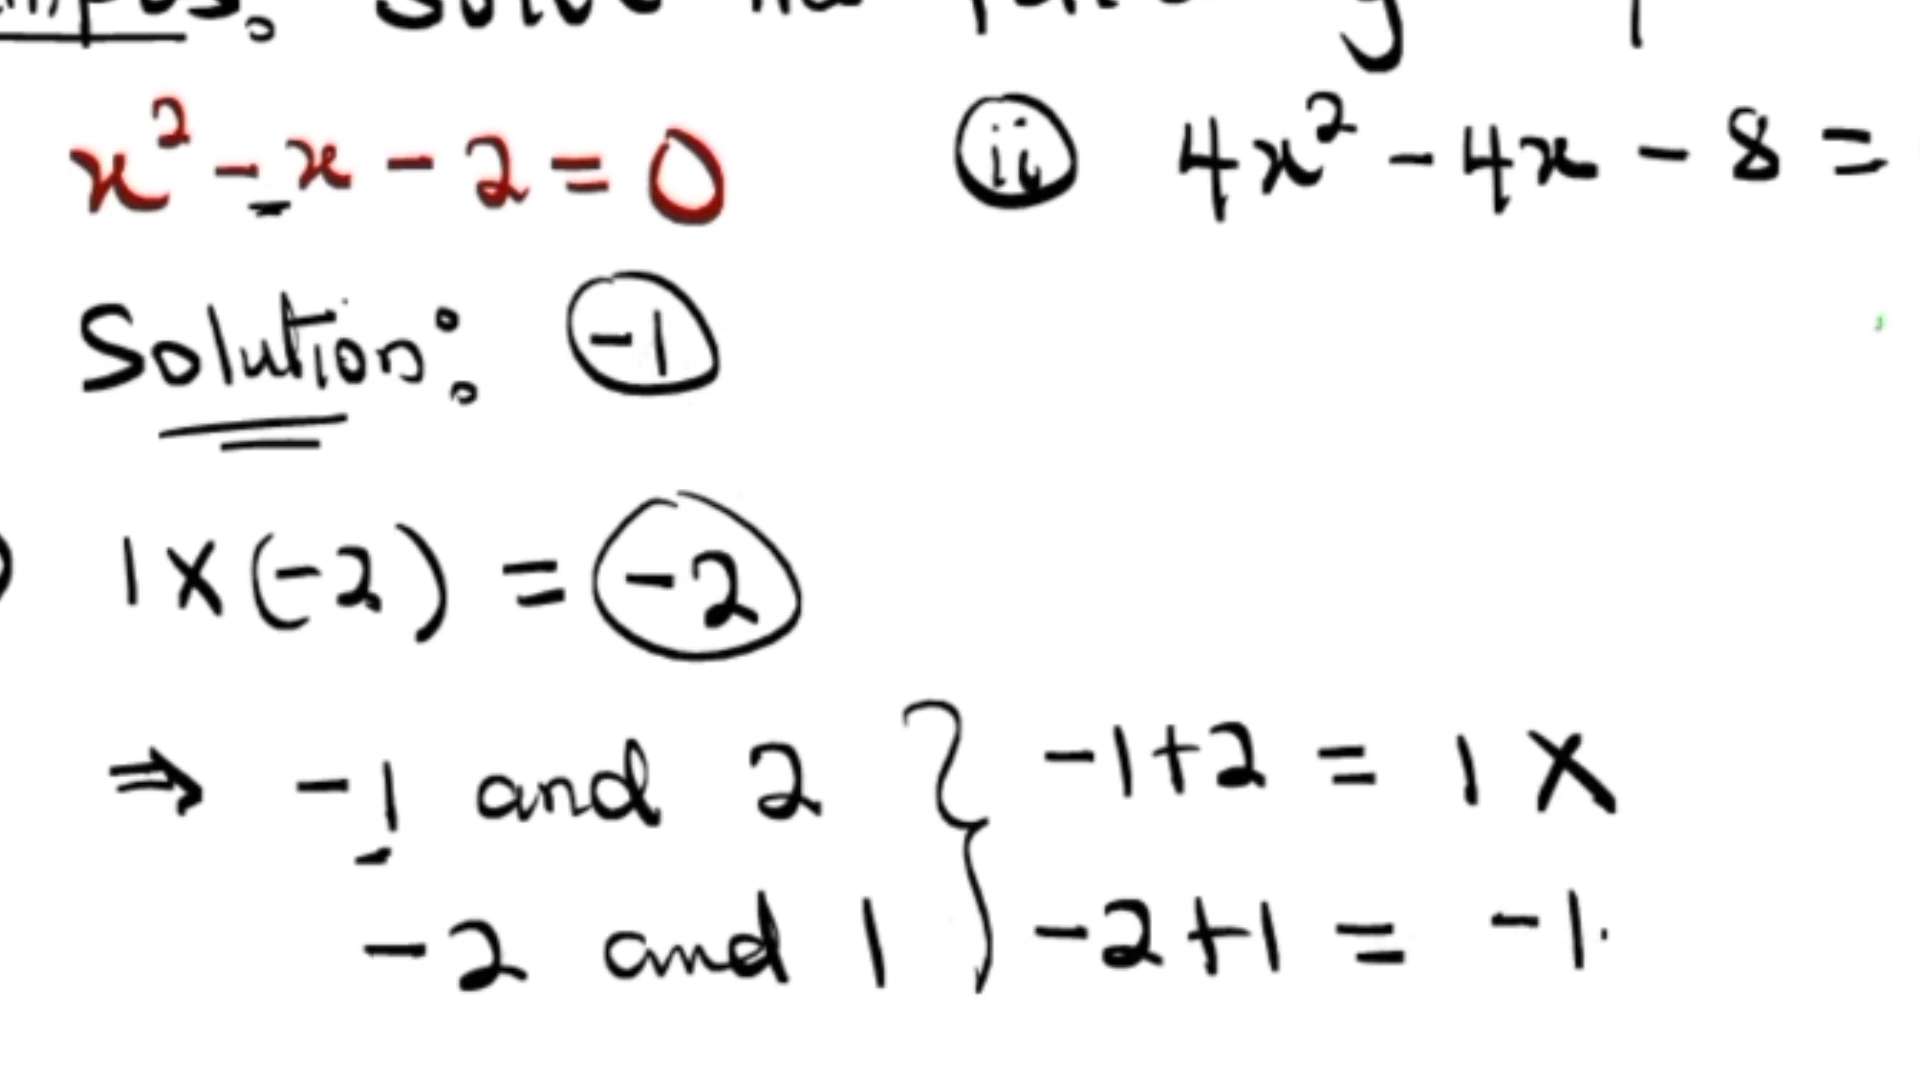 Solve
x² - x - 2 = 0
ii 4x² - 4x - 8 =
Solution: -1
1 × (-2) = -2
⇒ -1 and 2 } -1+2 = 1 ×
-2 and 1 -2+1 = -1.